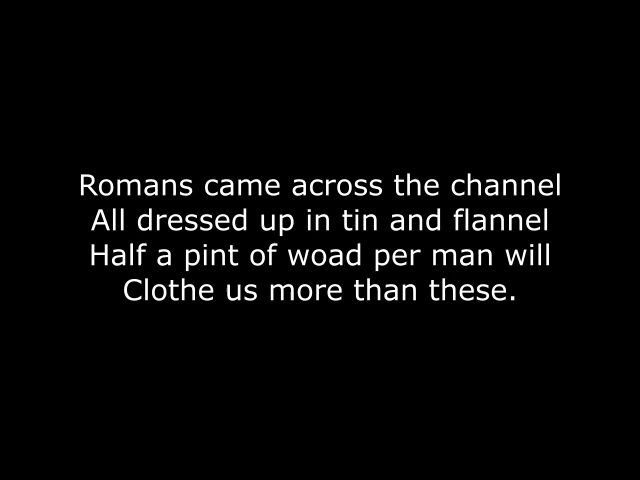 Romans came across the channel
All dressed up in tin and flannel
Half a pint of woad per man will
Clothe us more than these.